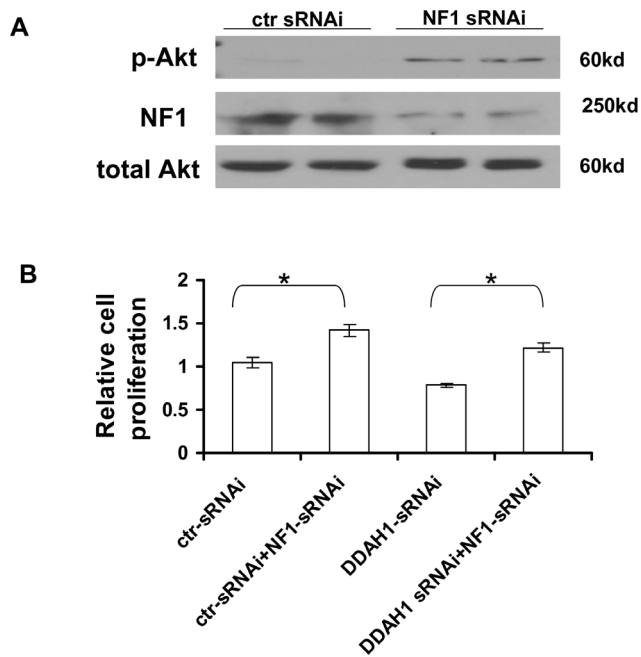 A
ctr sRNAi NF1 sRNAi
p-Akt 60kd
NF1 250kd
total Akt 60kd
B
Relative cell
proliferation
2
1.5
1
0.5
0
* *
ctr-sRNAi
ctr-sRNAi+NF1-sRNAi
DDAH1-sRNAi
DDAH1 sRNAi+NF1-sRNAi